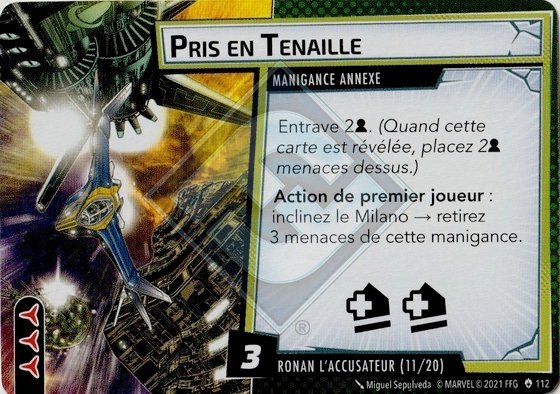 PRIS EN TENAILLE
MANIGANCE ANNEXE
Entrave 2. (Quand cette
carte est révélée, placez 2
menaces dessus.)
Action de premier joueur :
inclinez le Milano → retirez
3 menaces de cette manigance.
®
3
RONAN L'ACCUSATEUR (11/20)
Miguel Sepulveda © MARVEL © 2021 FFG 112